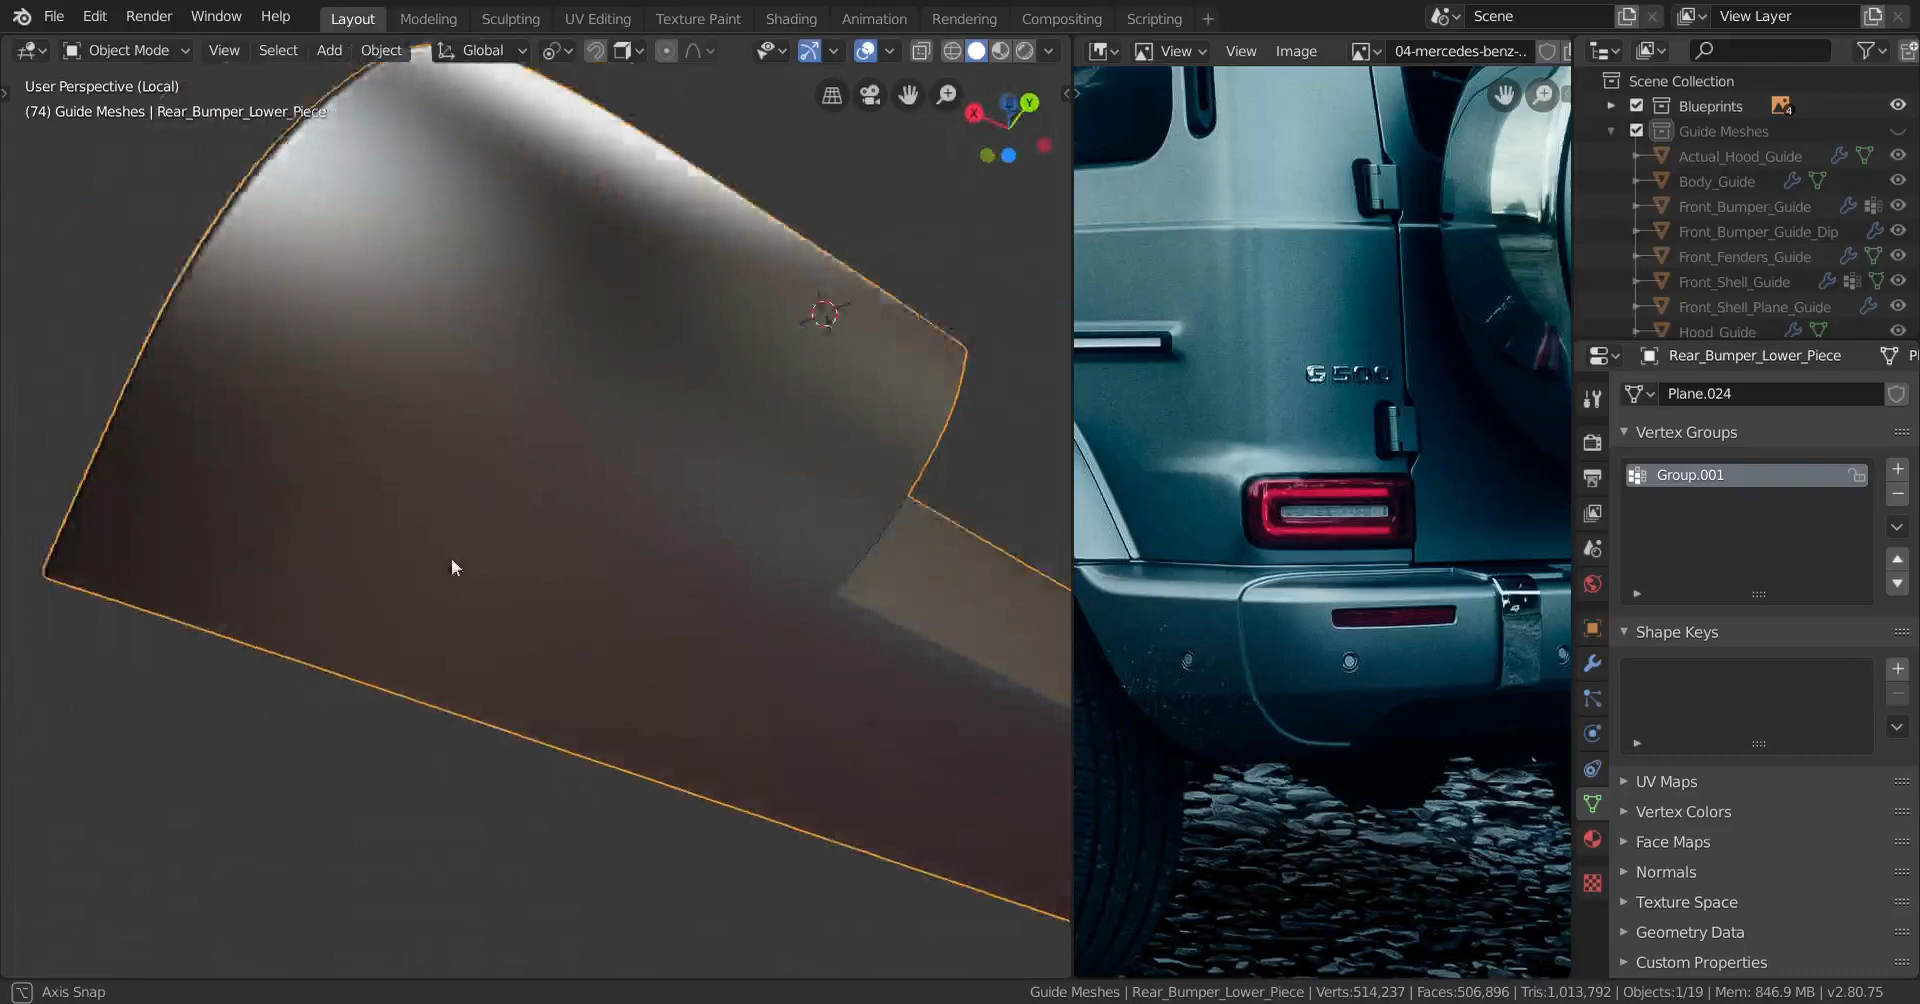 File Edit Render Window Help Layout Modeling Sculpting UV Editing Texture Paint Shading Animation Rendering Compositing Scripting Scene View Layer
Object Mode View Select Add Object Global View View Image 04-mercedes-benz-..
User Perspective (Local)
(74) Guide Meshes | Rear_Bumper_Lower_Piece
X
Y
G 500
Scene Collection
Blueprints 4
Guide Meshes
Actual_Hood_Guide
Body_Guide
Front_Bumper_Guide
Front_Bumper_Guide_Dip
Front_Fenders_Guide
Front_Shell_Guide
Front_Shell_Plane_Guide
Hood_Guide
Rear_Bumper_Lower_Piece
Plane.024
Vertex Groups
Group.001
Shape Keys
UV Maps
Vertex Colors
Face Maps
Normals
Texture Space
Geometry Data
Custom Properties
Axis Snap
Guide Meshes | Rear_Bumper_Lower_Piece | Verts:514,237 | Faces:506,896 | Tris:1,013,792 | Objects:1/19 | Mem: 846.9 MB | v2.80.75